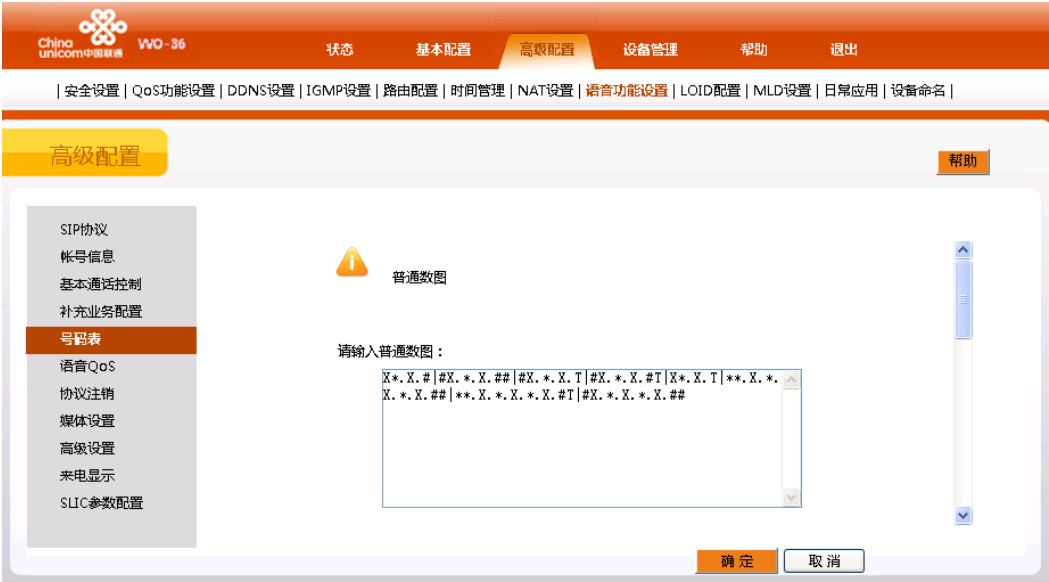 China
unicom中国联通
WO-36
状态 基本配置 高级配置 设备管理 帮助 退出
|安全设置|QoS功能设置|DDNS设置|IGMP设置|路由配置|时间管理|NAT设置|语音功能设置|LOID配置|MLD设置|日常应用|设备命名|
高级配置
帮助
SIP协议
帐号信息
基本通话控制
补充业务配置
号码表
语音QoS
协议注销
媒体设置
高级设置
来电显示
SLIC参数配置
普通数图
请输入普通数图：
X*.X.#|#X.*.X.##|#X.*.X.T|#X.*.X.#T|X*.X.T|**.X.*.
X.*.X.##|**.X.*.X.*.X.#T|#X.*.X.*.X.##
确定 取消